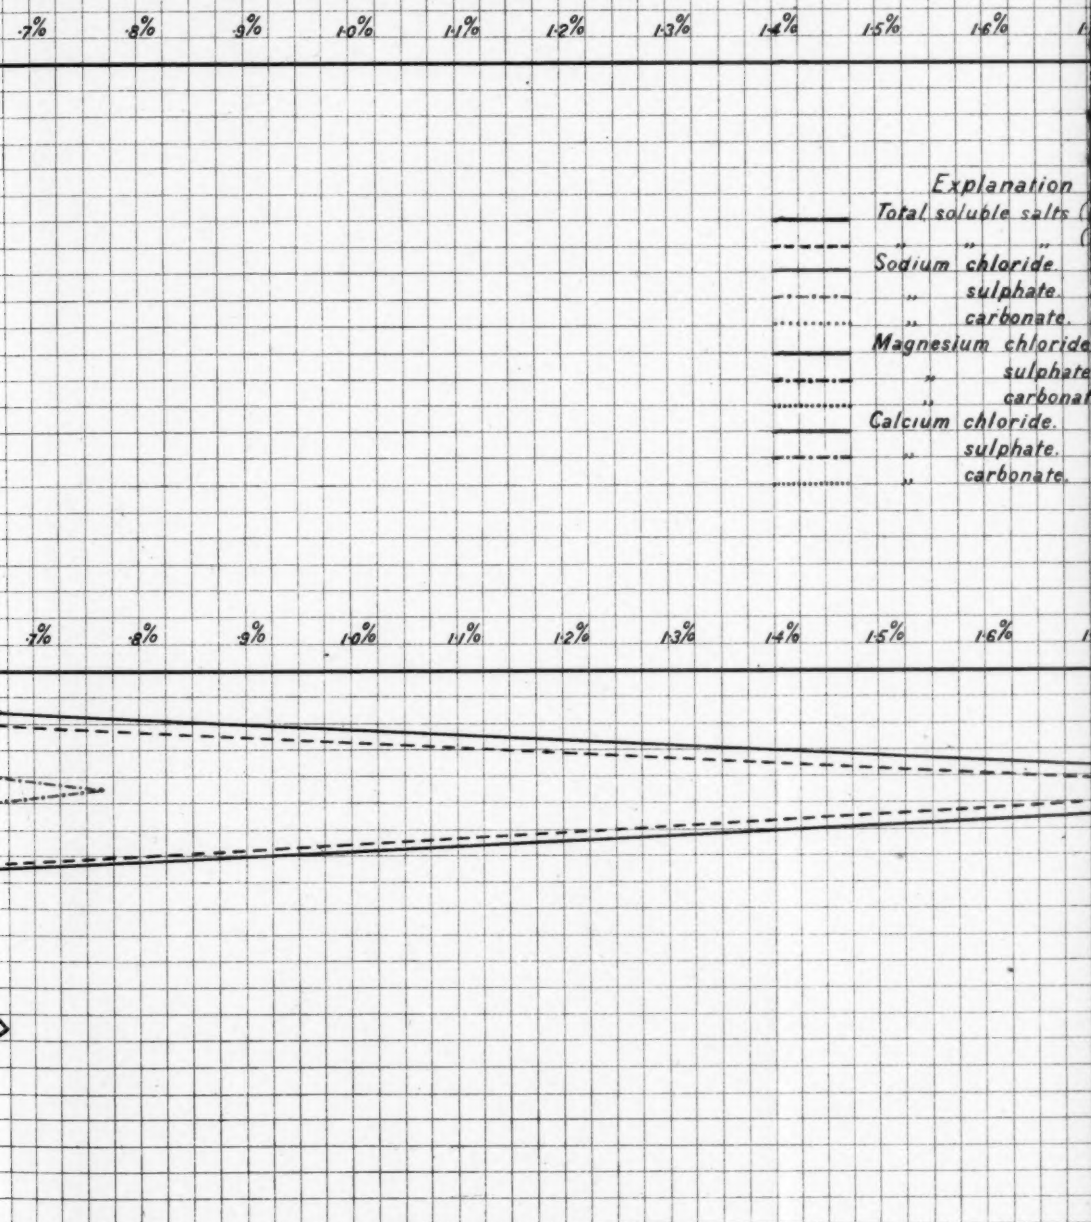 .7% .8% .9% 1.0% 1.1% 1.2% 1.3% 1.4% 1.5% 1.6%
Explanation
Total soluble salts (
„ „ „ (
Sodium chloride.
„ sulphate.
„ carbonate.
Magnesium chloride
„ sulphate
„ carbonat
Calcium chloride.
„ sulphate.
„ carbonate.
.7% .8% .9% 1.0% 1.1% 1.2% 1.3% 1.4% 1.5% 1.6%